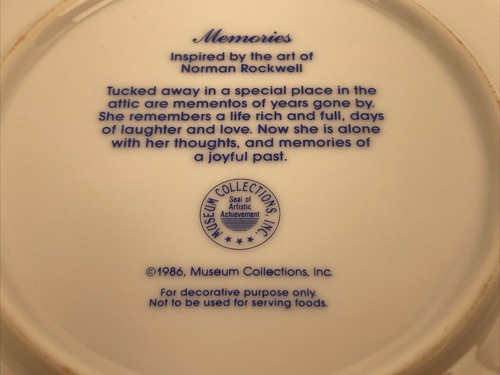 Memories
Inspired by the art of
Norman Rockwell
Tucked away in a special place in the
attic are mementos of years gone by.
She remembers a life rich and full, days
of laughter and love. Now she is alone
with her thoughts, and memories of
a joyful past.
MUSEUM COLLECTIONS, INC.
Seal of
Artistic
Achievement
©1986, Museum Collections, Inc.
For decorative purpose only.
Not to be used for serving foods.